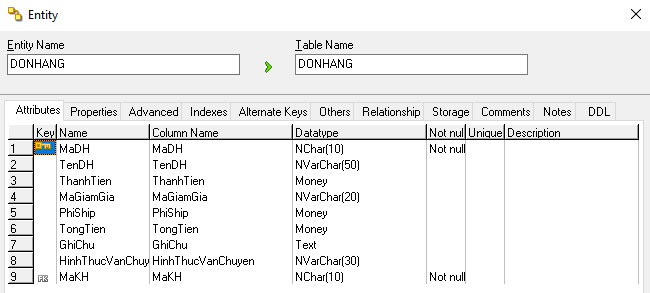 Entity
Entity Name
Table Name
DONHANG
DONHANG
Attributes Properties Advanced Indexes Alternate Keys Others Relationship Storage Comments Notes DDL
Key Name Column Name Datatype Not nul Unique Description
1 MaDH MaDH NChar(10) Not null
2 TenDH TenDH NVarChar(50)
3 ThanhTien ThanhTien Money
4 MaGiamGia MaGiamGia NVarChar(20)
5 PhiShip PhiShip Money
6 TongTien TongTien Money
7 GhiChu GhiChu Text
8 HinhThucVanChuy HinhThucVanChuyen NVarChar(30)
9 FK MaKH MaKH NChar(10) Not null